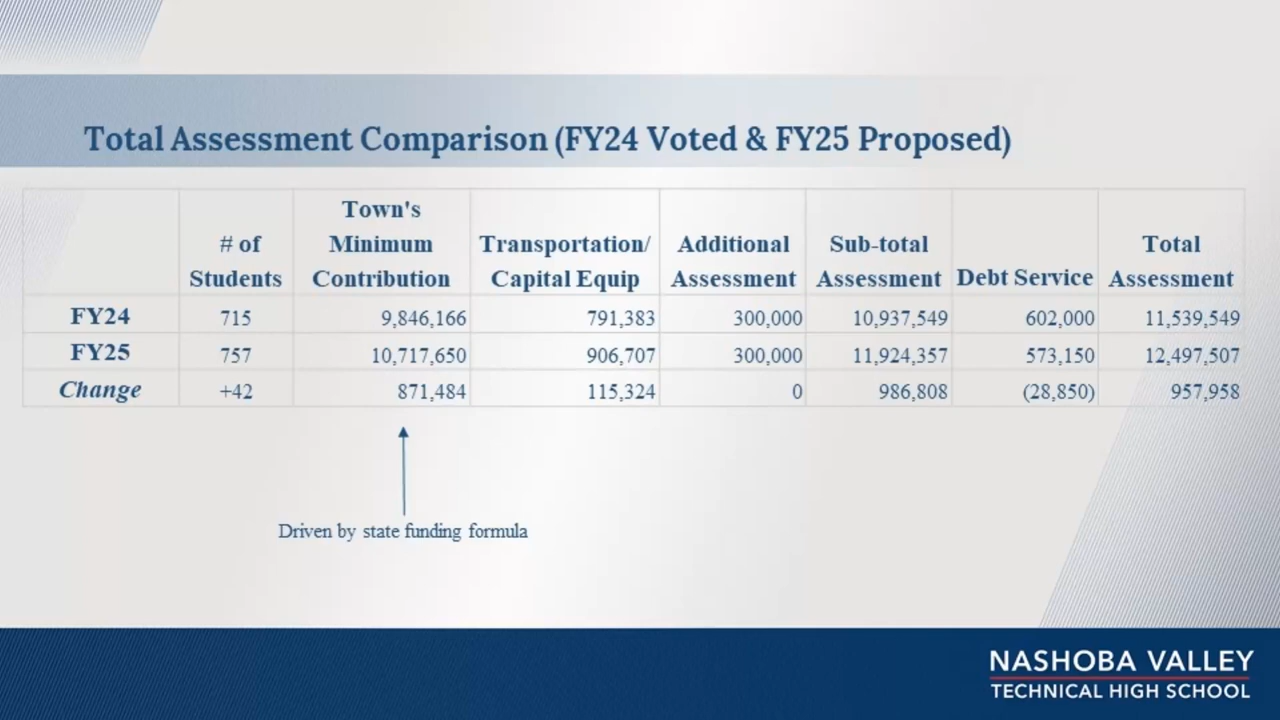 Total Assessment Comparison (FY24 Voted & FY25 Proposed)
# of Students Town's Minimum Contribution Transportation/ Capital Equip Additional Assessment Sub-total Assessment Debt Service Total Assessment
FY24 715 9,846,166 791,383 300,000 10,937,549 602,000 11,539,549
FY25 757 10,717,650 906,707 300,000 11,924,357 573,150 12,497,507
Change +42 871,484 115,324 0 986,808 (28,850) 957,958
Driven by state funding formula
NASHOBA VALLEY
TECHNICAL HIGH SCHOOL